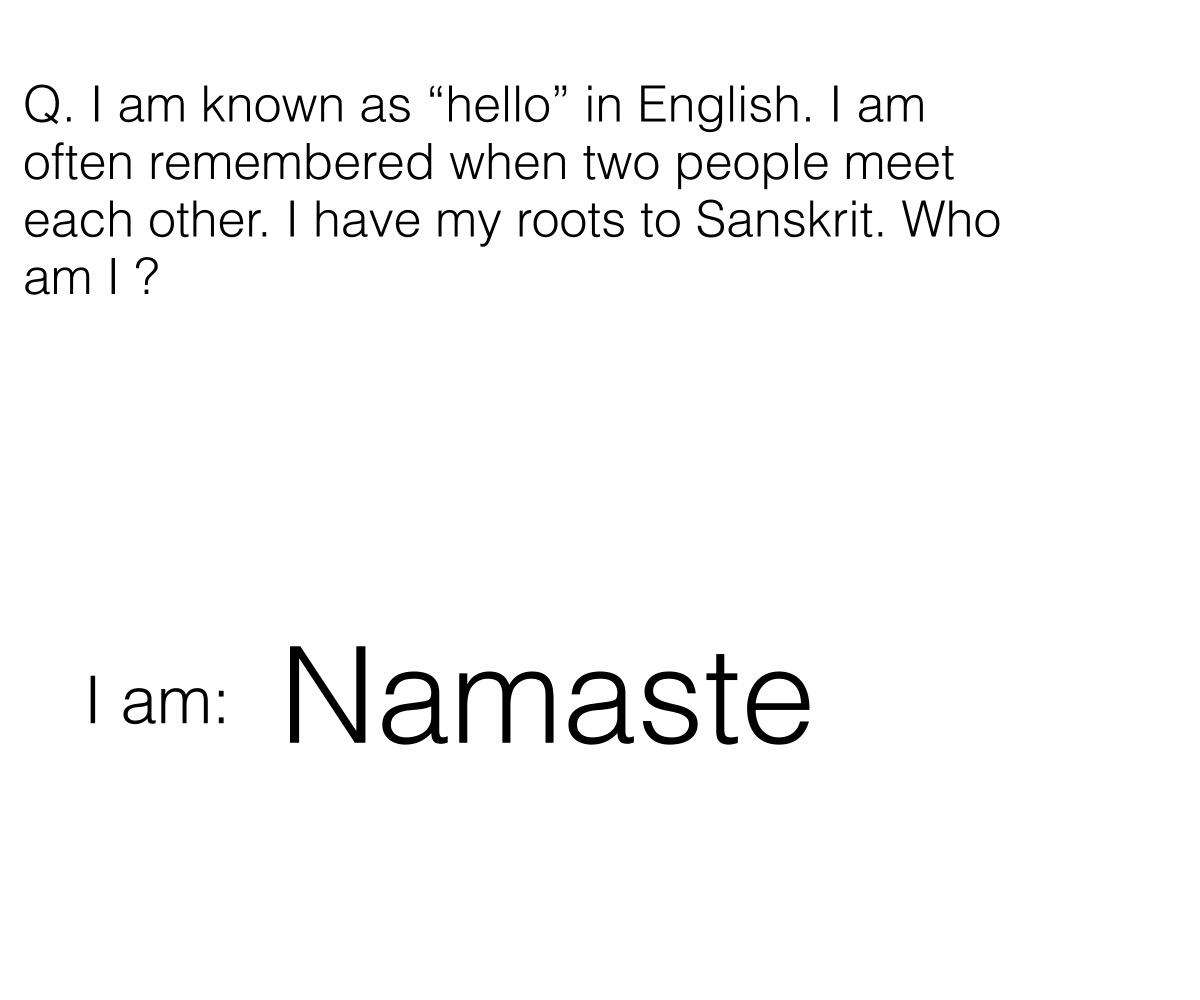 Q. I am known as “hello” in English. I am
often remembered when two people meet
each other. I have my roots to Sanskrit. Who
am I ?
I am: Namaste